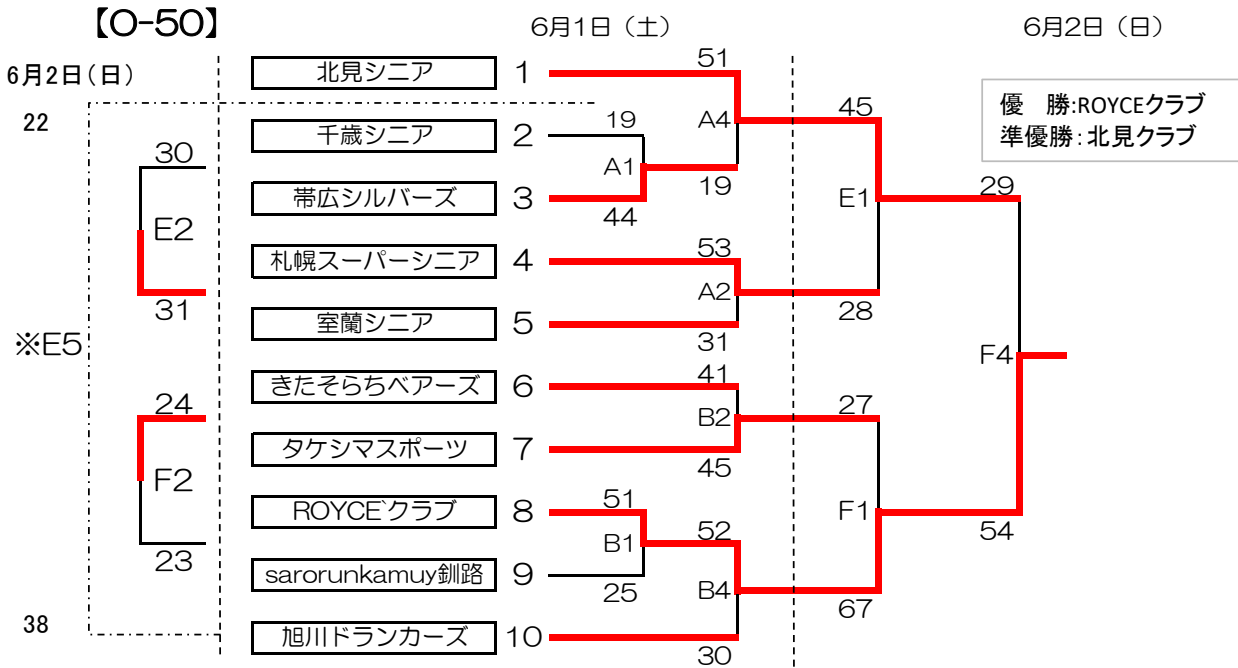 【O-50】
6月1日（土）
6月2日（日）
6月2日（日）
優　勝:ROYCEクラブ
準優勝:北見クラブ
北見シニア 1
51
22
千歳シニア 2
19
A4
45
30
A1
帯広シルバーズ 3
44
19
E1
29
E2
札幌スーパーシニア 4
53
A2
31
28
室蘭シニア 5
31
※E5
F4
きたそらちベアーズ 6
41
24
B2
27
タケシマスポーツ 7
45
F2
ROYCE`クラブ 8
51
F1
52
54
B1
23
sarorunkamuy釧路 9
25
B4
67
38
旭川ドランカーズ 10
30